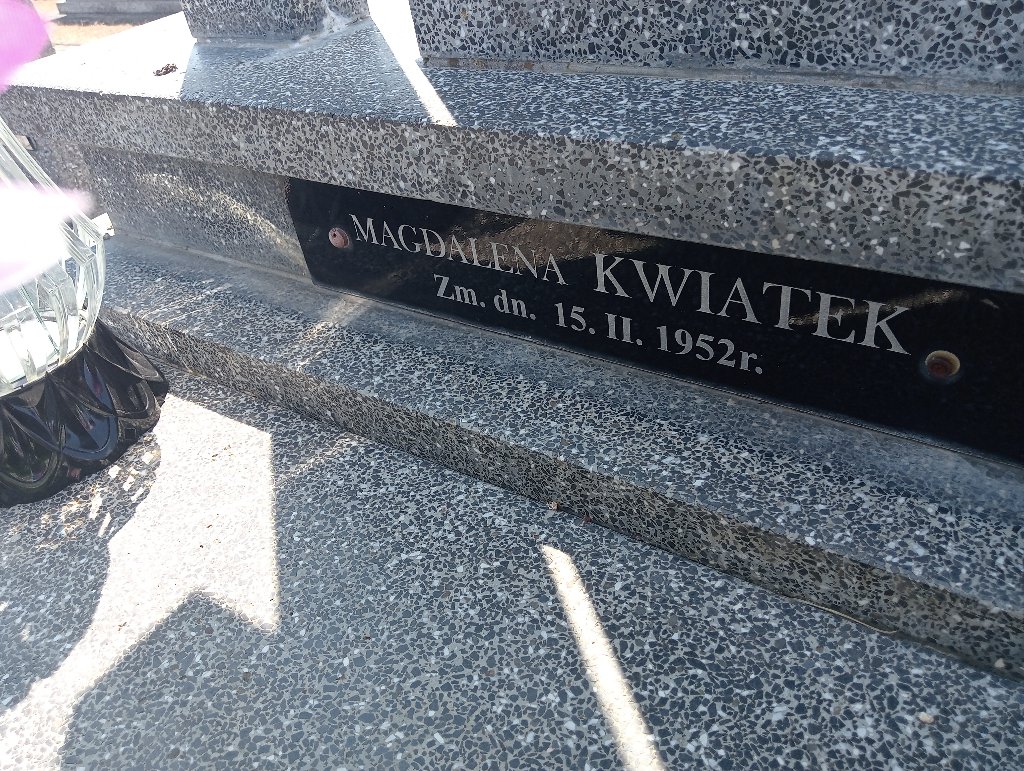 MAGDALENA KWIATEK
Zm. dn. 15. II. 1952r.